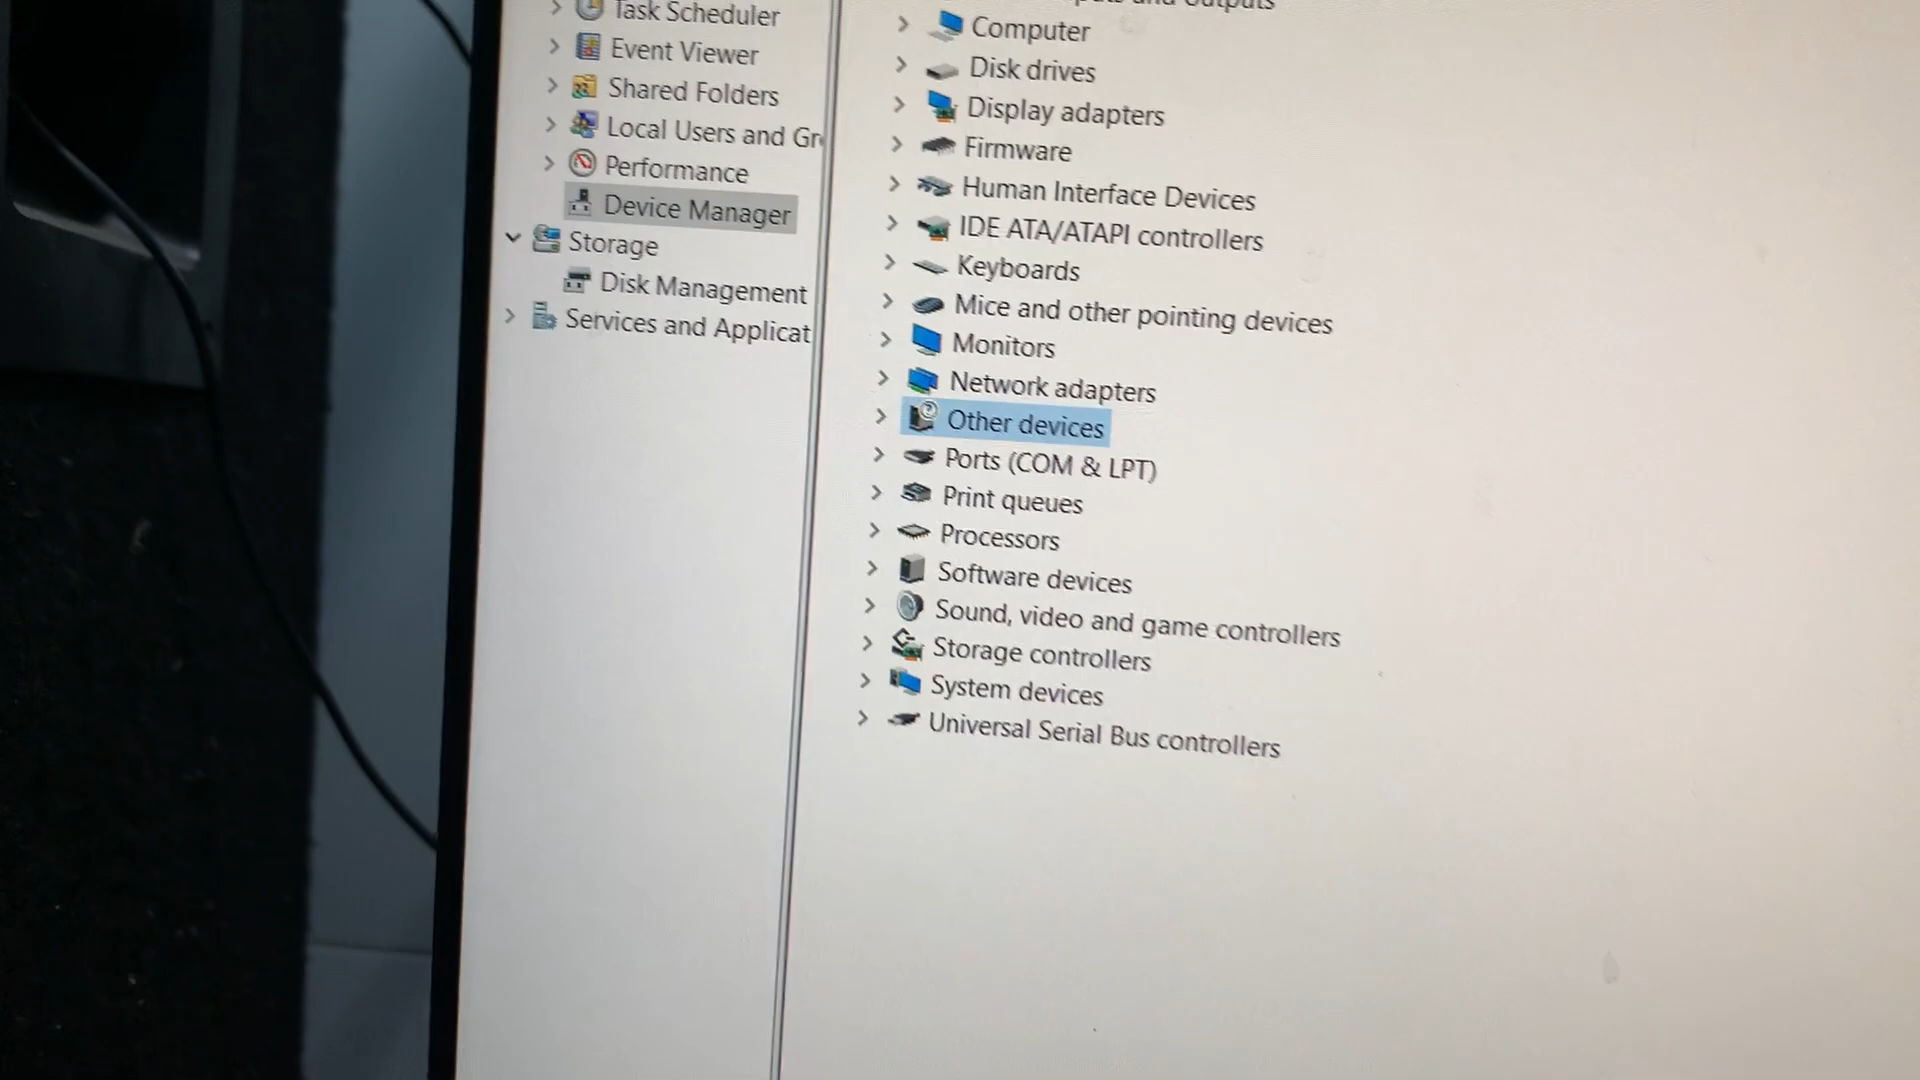 Task Scheduler
Event Viewer
Shared Folders
Local Users and Gr
Performance
Device Manager
Storage
Disk Management
Services and Applicat
and Outputs
Computer
Disk drives
Display adapters
Firmware
Human Interface Devices
IDE ATA/ATAPI controllers
Keyboards
Mice and other pointing devices
Monitors
Network adapters
Other devices
Ports (COM & LPT)
Print queues
Processors
Software devices
Sound, video and game controllers
Storage controllers
System devices
Universal Serial Bus controllers